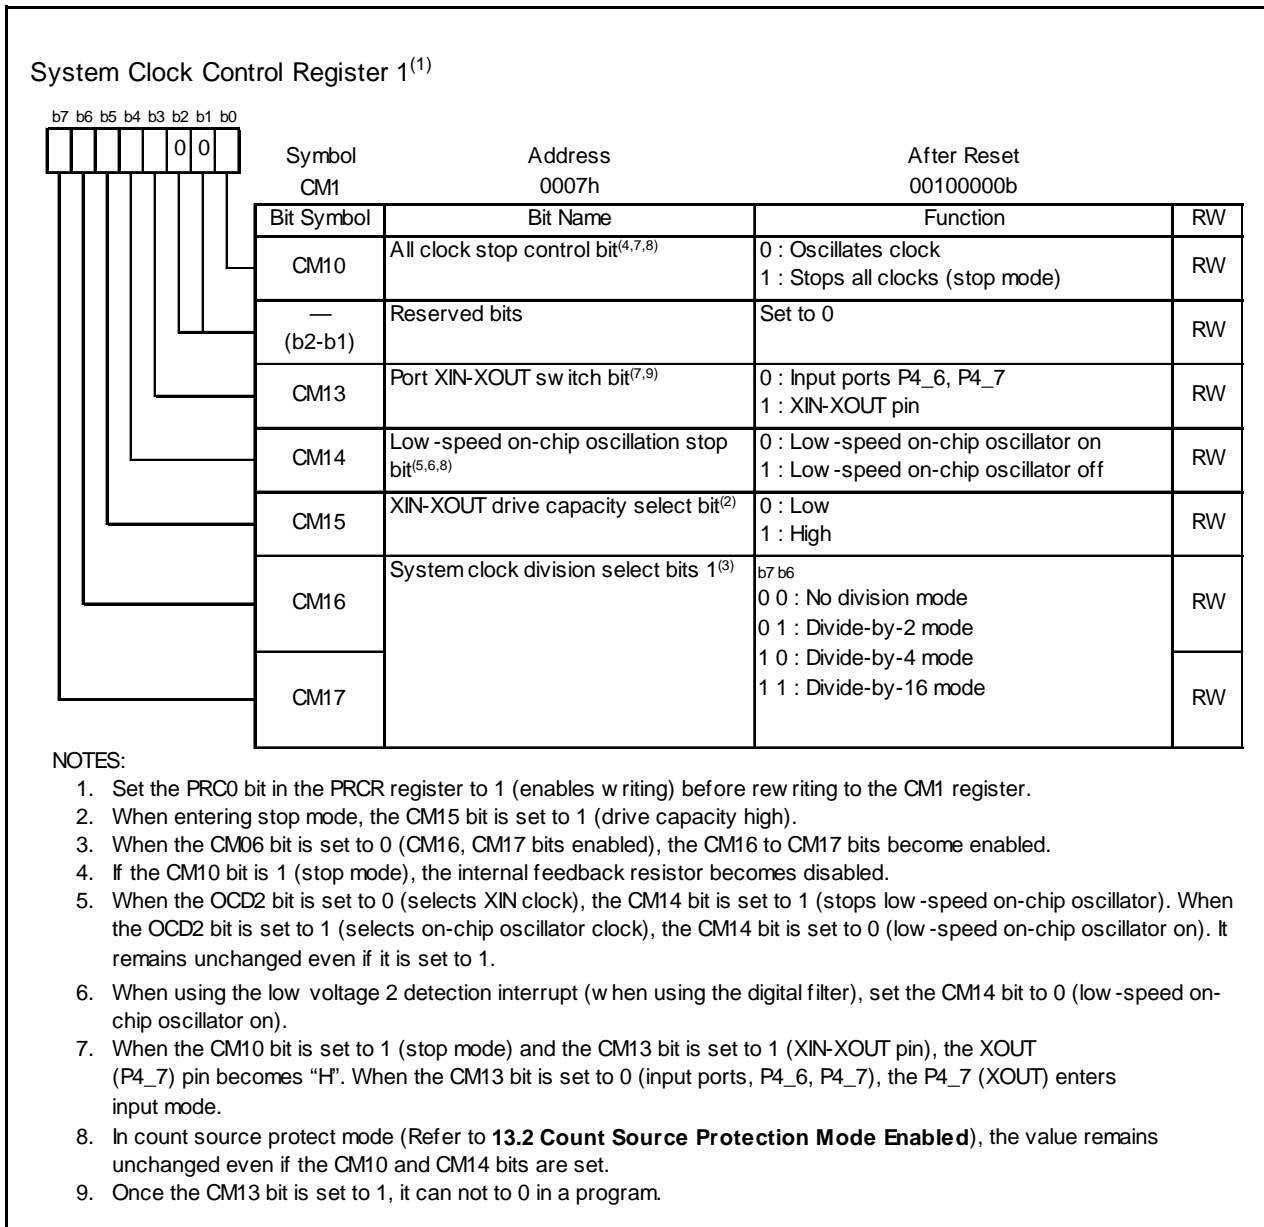 System Clock Control Register 1(1)
b7 b6 b5 b4 b3 b2 b1 b0
0 0
Symbol Address After Reset
CM1 0007h 00100000b
Bit Symbol Bit Name Function RW
CM10 All clock stop control bit(4,7,8) 0 : Oscillates clock RW
1 : Stops all clocks (stop mode)
— Reserved bits Set to 0 RW
(b2-b1)
CM13 Port XIN-XOUT switch bit(7,9) 0 : Input ports P4_6, P4_7 RW
1 : XIN-XOUT pin
CM14 Low-speed on-chip oscillation stop 0 : Low-speed on-chip oscillator on RW
bit(5,6,8) 1 : Low-speed on-chip oscillator off
CM15 XIN-XOUT drive capacity select bit(2) 0 : Low RW
1 : High
System clock division select bits 1(3) b7 b6
CM16 0 0 : No division mode RW
0 1 : Divide-by-2 mode
1 0 : Divide-by-4 mode
CM17 1 1 : Divide-by-16 mode RW
NOTES:
1. Set the PRC0 bit in the PRCR register to 1 (enables writing) before rewriting to the CM1 register.
2. When entering stop mode, the CM15 bit is set to 1 (drive capacity high).
3. When the CM06 bit is set to 0 (CM16, CM17 bits enabled), the CM16 to CM17 bits become enabled.
4. If the CM10 bit is 1 (stop mode), the internal feedback resistor becomes disabled.
5. When the OCD2 bit is set to 0 (selects XIN clock), the CM14 bit is set to 1 (stops low-speed on-chip oscillator). When
the OCD2 bit is set to 1 (selects on-chip oscillator clock), the CM14 bit is set to 0 (low-speed on-chip oscillator on). It
remains unchanged even if it is set to 1.
6. When using the low voltage 2 detection interrupt (when using the digital filter), set the CM14 bit to 0 (low-speed on-
chip oscillator on).
7. When the CM10 bit is set to 1 (stop mode) and the CM13 bit is set to 1 (XIN-XOUT pin), the XOUT
(P4_7) pin becomes “H”. When the CM13 bit is set to 0 (input ports, P4_6, P4_7), the P4_7 (XOUT) enters
input mode.
8. In count source protect mode (Refer to 13.2 Count Source Protection Mode Enabled), the value remains
unchanged even if the CM10 and CM14 bits are set.
9. Once the CM13 bit is set to 1, it can not to 0 in a program.